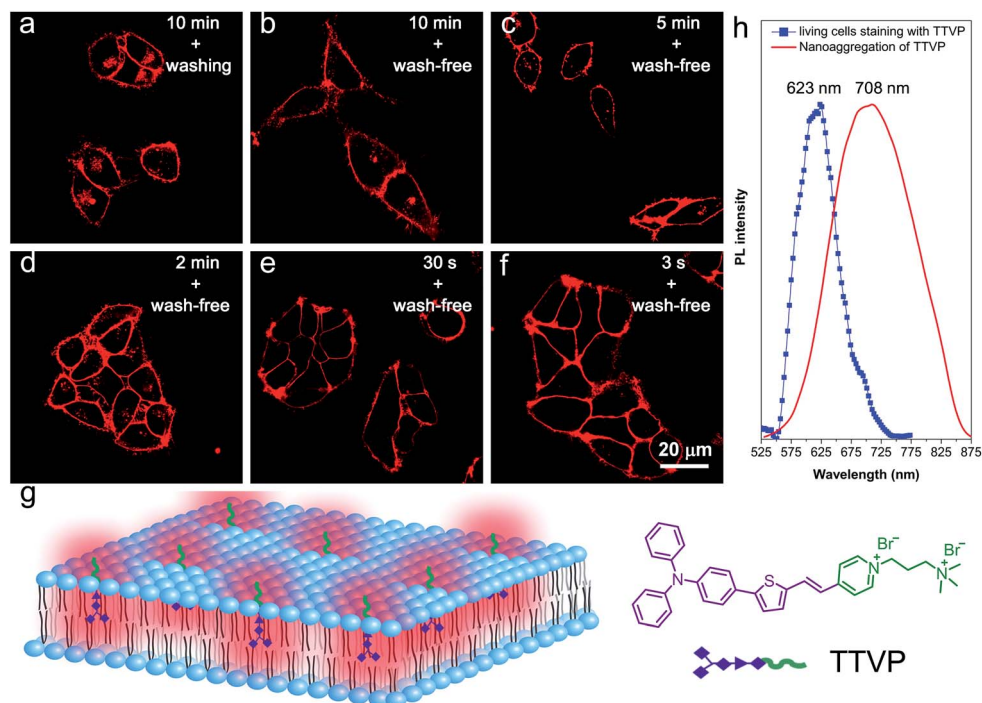 a
10 min
+
washing
b
10 min
+
wash-free
c
5 min
+
wash-free
d
2 min
+
wash-free
e
30 s
+
wash-free
f
3 s
+
wash-free
20 μm
h
living cells staining with TTVP
Nanoaggregation of TTVP
623 nm
708 nm
PL intensity
525 575 625 675 725 775 825 875
Wavelength (nm)
g
N
S
Br⁻
N⁺
Br⁻
N⁺
TTVP